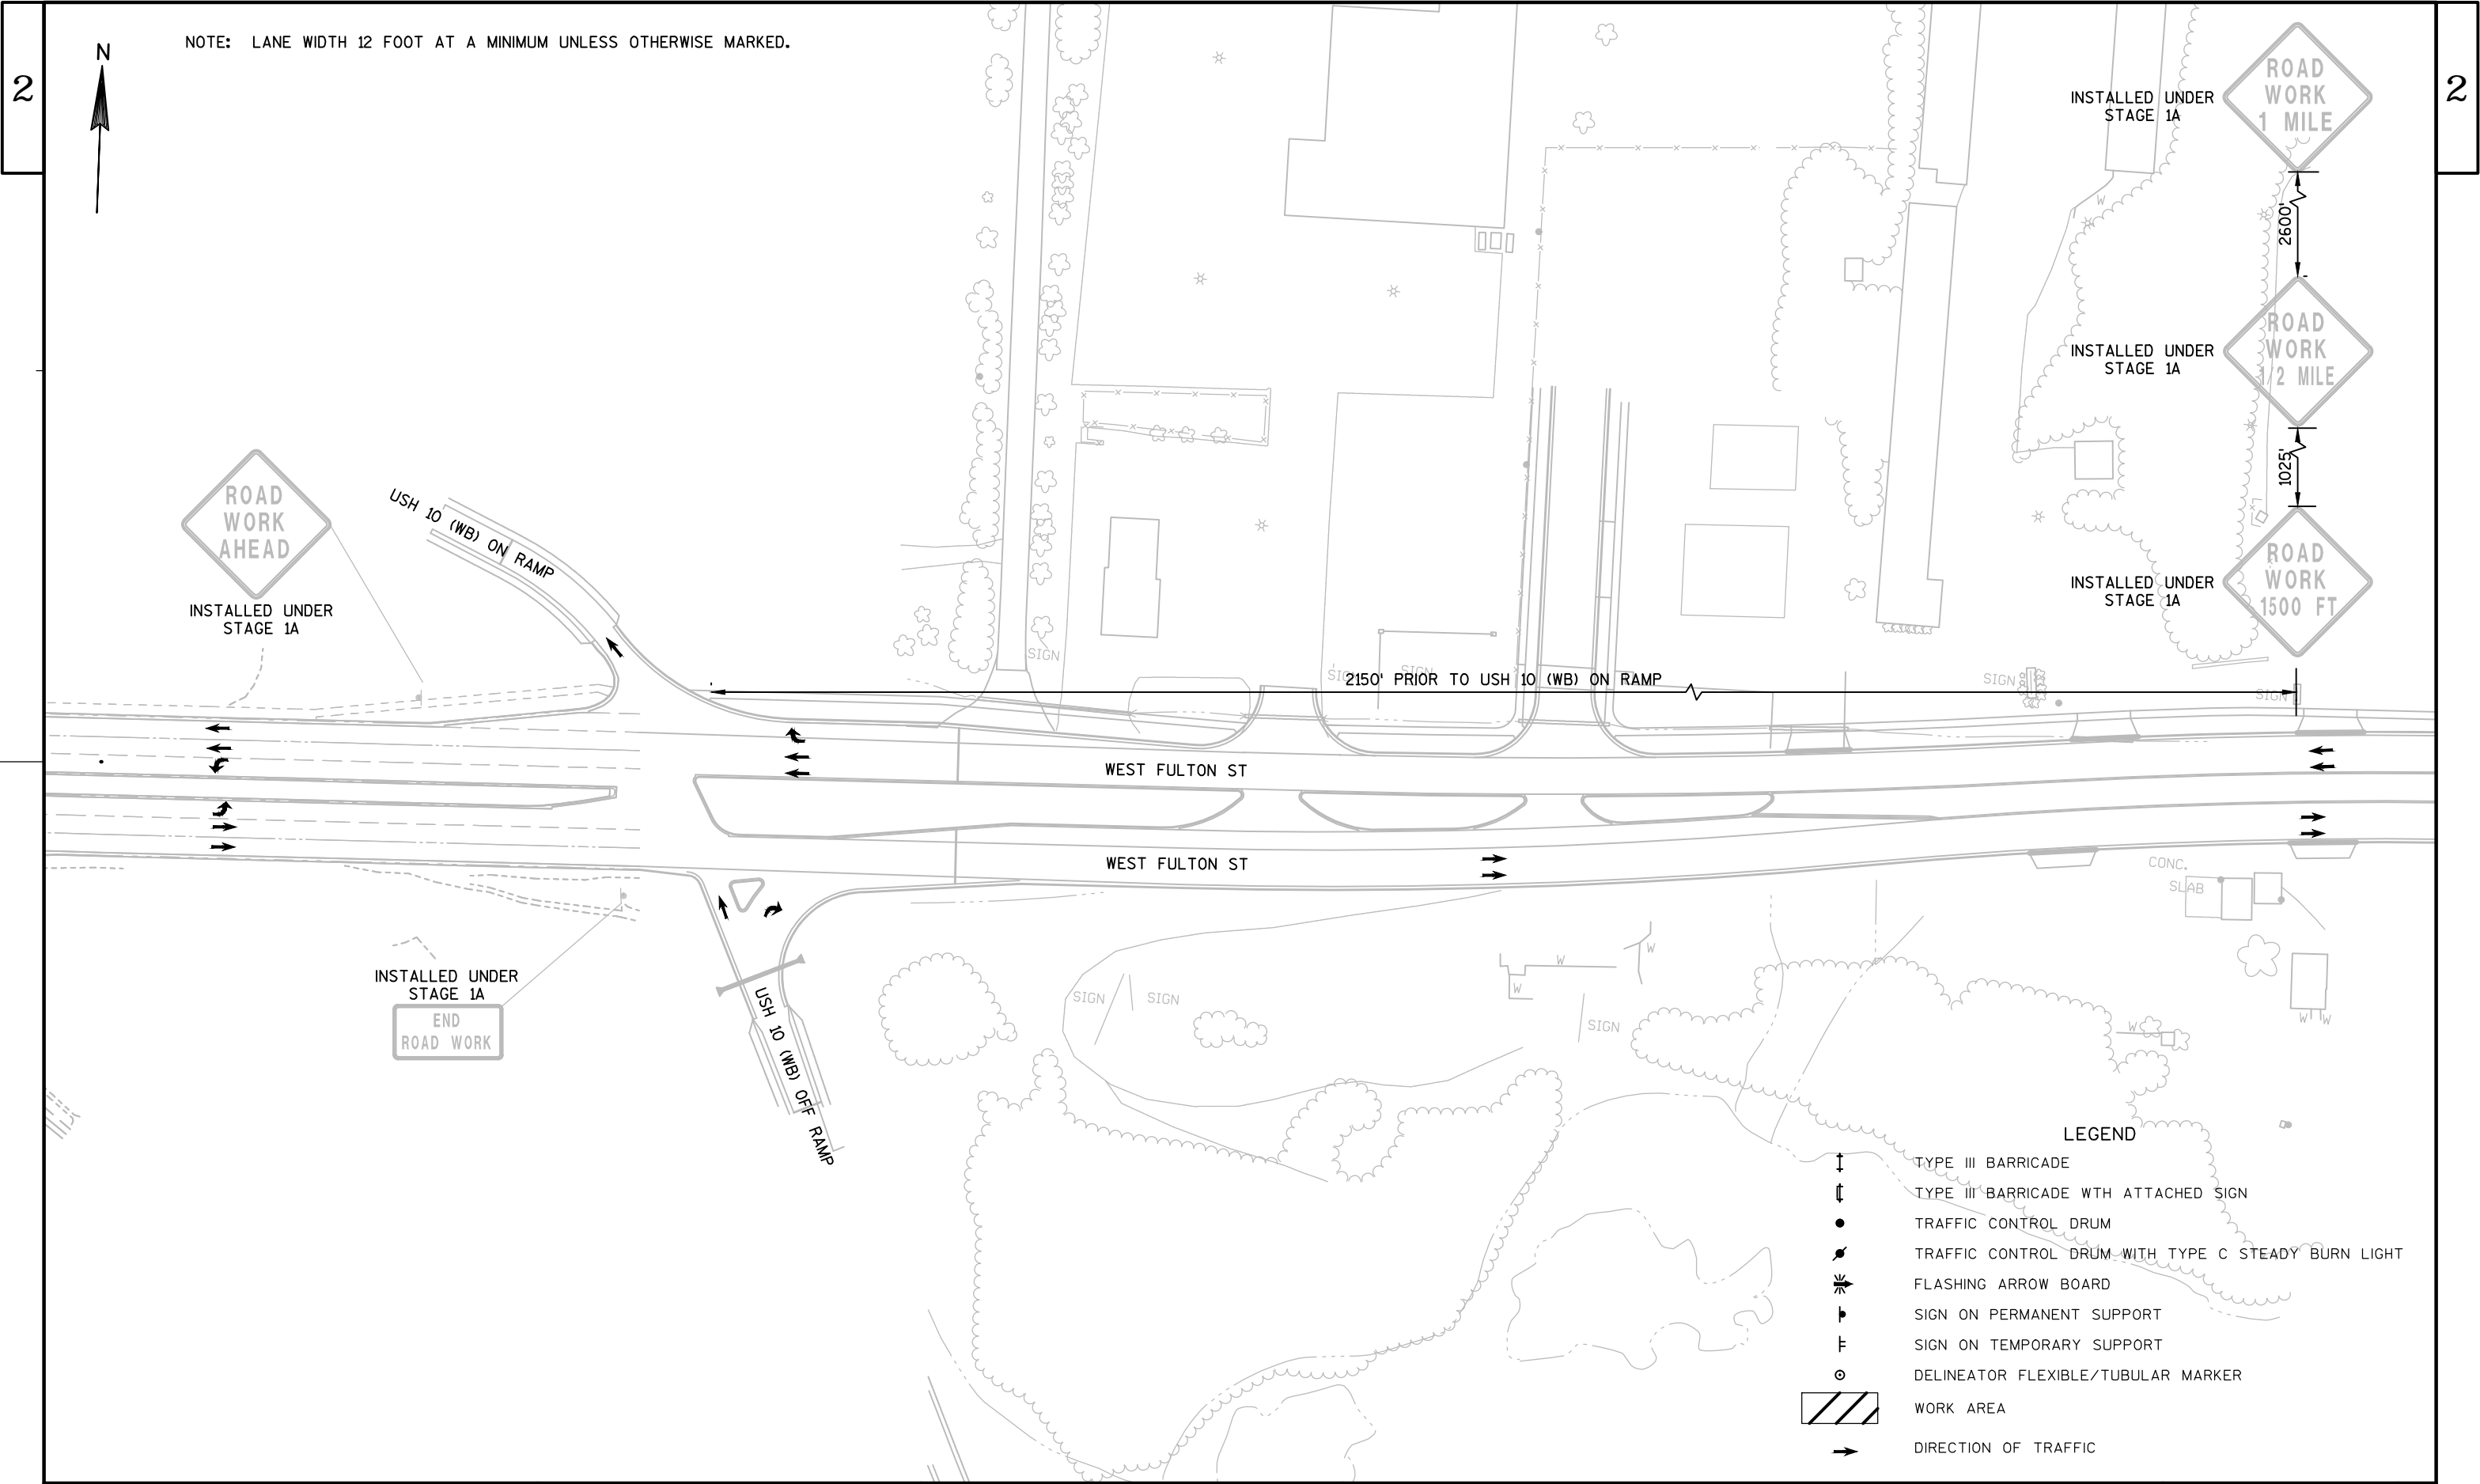 2
N
NOTE: LANE WIDTH 12 FOOT AT A MINIMUM UNLESS OTHERWISE MARKED.
2
INSTALLED UNDER
STAGE 1A
ROAD
WORK
1 MILE
2600'
INSTALLED UNDER
STAGE 1A
ROAD
WORK
1/2 MILE
1025'
INSTALLED UNDER
STAGE 1A
ROAD
WORK
1500 FT
W
ROAD
WORK
AHEAD
INSTALLED UNDER
STAGE 1A
USH 10 (WB) ON RAMP
SIGN
SIGN
SIGN
SIGN
SIGN
2150' PRIOR TO USH 10 (WB) ON RAMP
WEST FULTON ST
WEST FULTON ST
CONC.
SLAB
INSTALLED UNDER
STAGE 1A
END
ROAD WORK
USH 10 (WB) OFF RAMP
SIGN
SIGN
SIGN
W
W
W
W
W
W
LEGEND
TYPE III BARRICADE
TYPE III BARRICADE WTH ATTACHED SIGN
TRAFFIC CONTROL DRUM
TRAFFIC CONTROL DRUM WITH TYPE C STEADY BURN LIGHT
FLASHING ARROW BOARD
SIGN ON PERMANENT SUPPORT
SIGN ON TEMPORARY SUPPORT
DELINEATOR FLEXIBLE/TUBULAR MARKER
WORK AREA
DIRECTION OF TRAFFIC